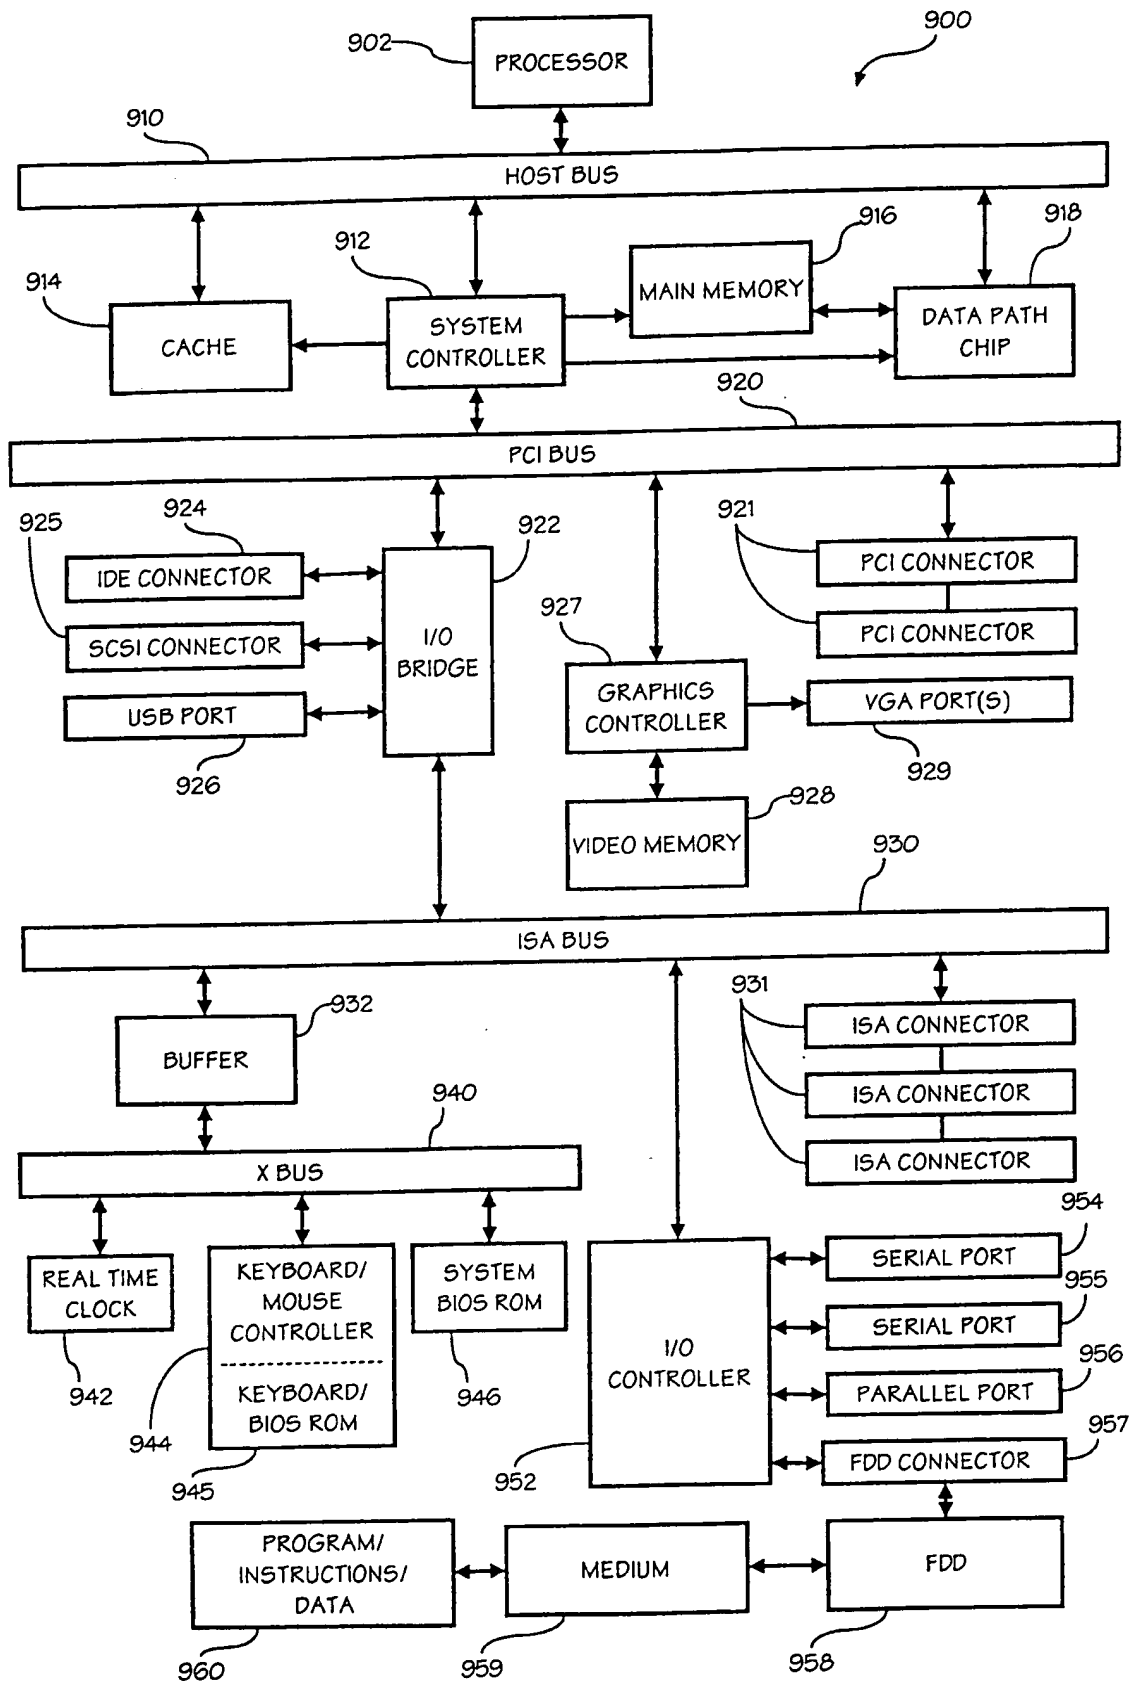 900
902
PROCESSOR
910
HOST BUS
912
916
918
914
MAIN MEMORY
CACHE
SYSTEM
CONTROLLER
DATA PATH
CHIP
920
PCI BUS
925
924
922
921
IDE CONNECTOR
PCI CONNECTOR
SCSI CONNECTOR
I/O
BRIDGE
927
PCI CONNECTOR
USB PORT
GRAPHICS
CONTROLLER
VGA PORT(S)
926
929
928
VIDEO MEMORY
930
ISA BUS
932
931
BUFFER
ISA CONNECTOR
ISA CONNECTOR
940
ISA CONNECTOR
X BUS
954
REAL TIME
CLOCK
KEYBOARD/
MOUSE
CONTROLLER
SYSTEM
BIOS ROM
SERIAL PORT
955
SERIAL PORT
I/O
CONTROLLER
956
942
KEYBOARD/
BIOS ROM
946
PARALLEL PORT
957
944
FDD CONNECTOR
945
952
PROGRAM/
INSTRUCTIONS/
DATA
MEDIUM
FDD
960
959
958